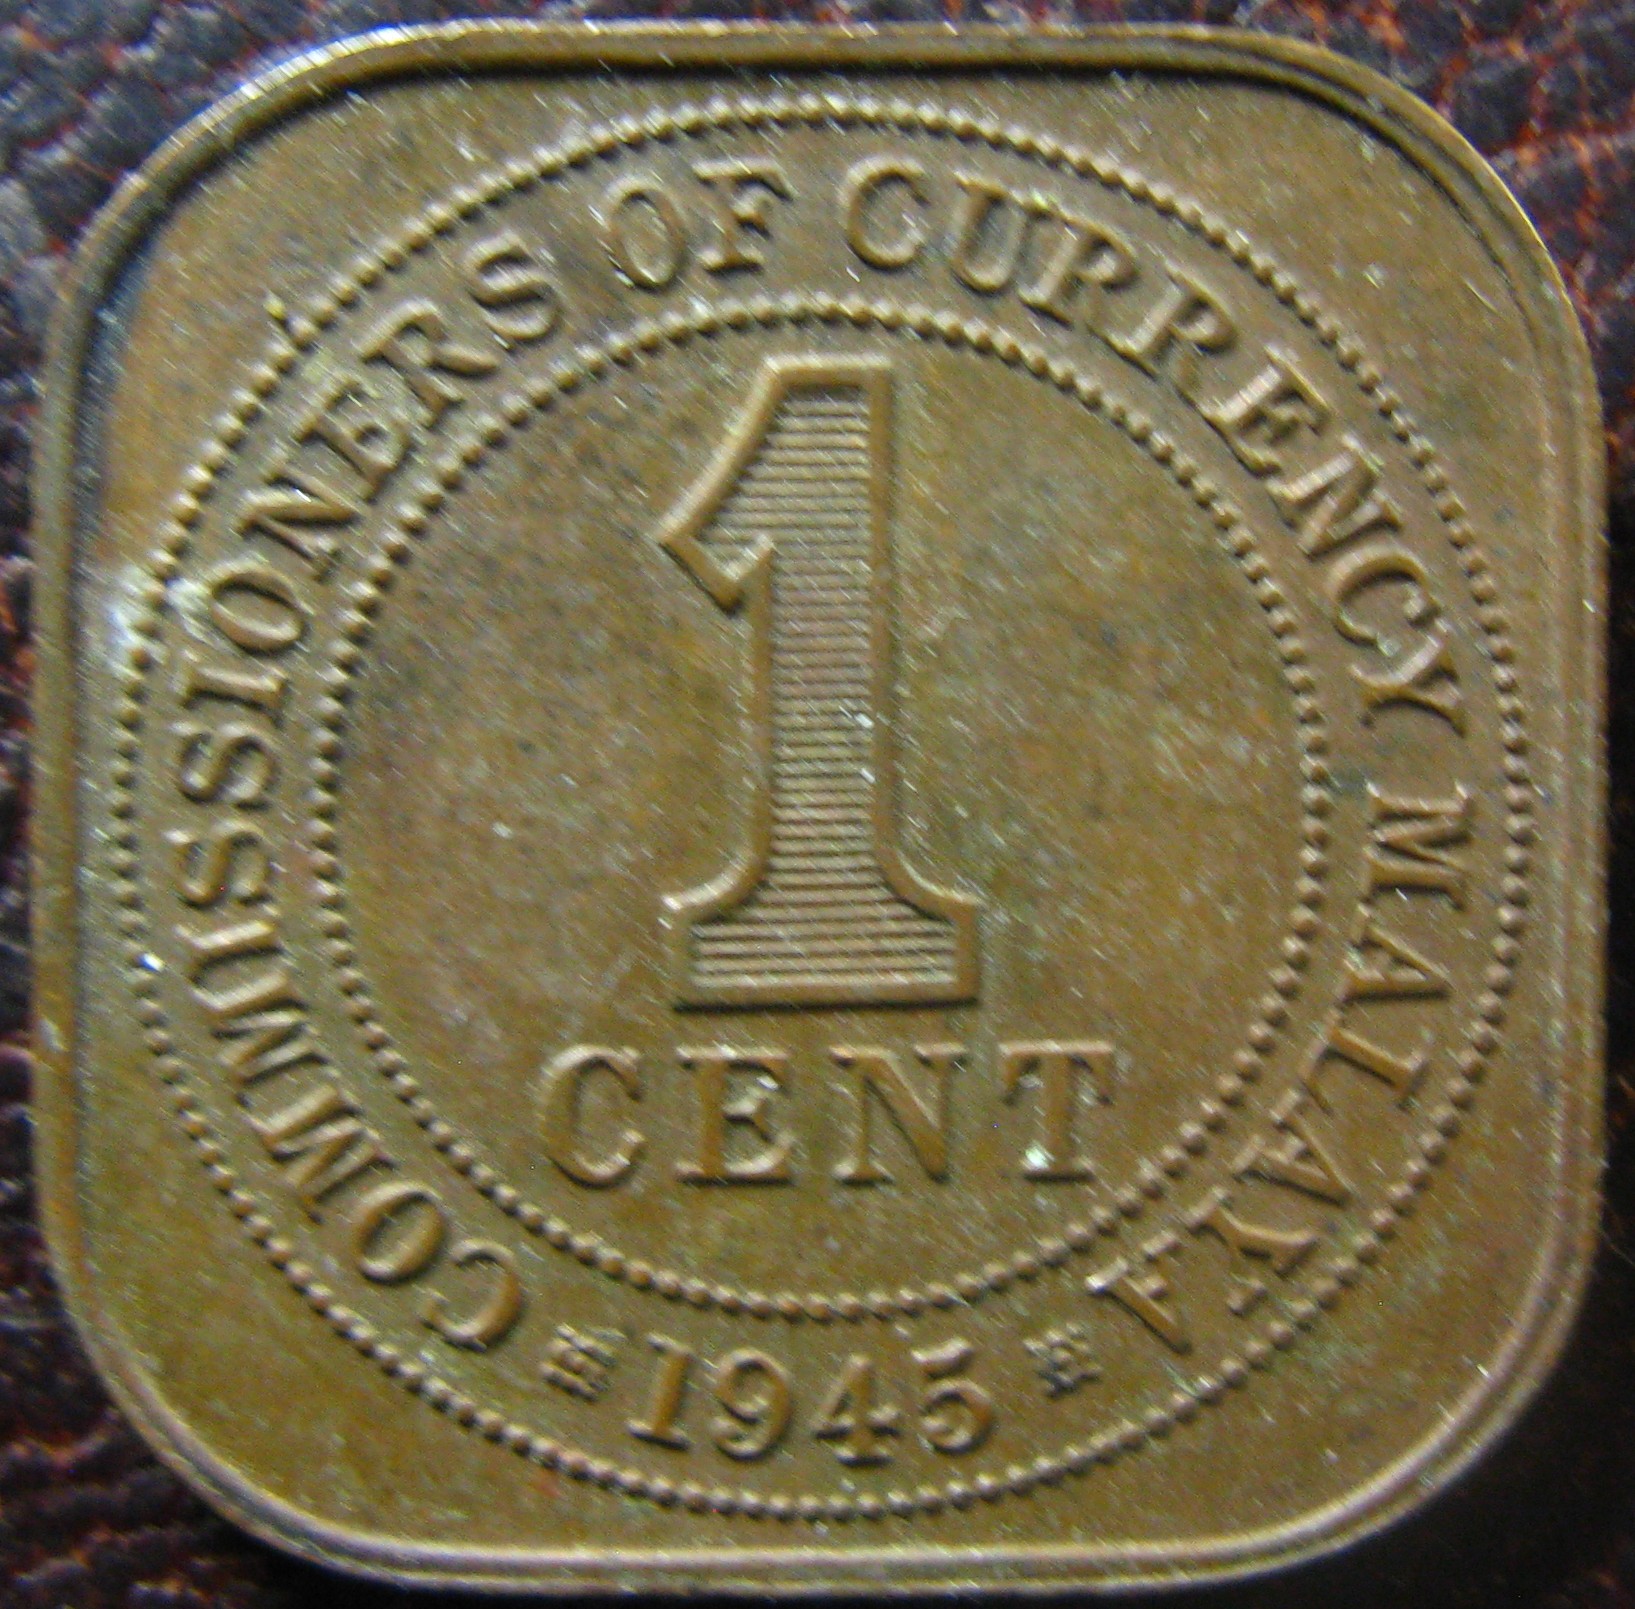 COMMISSIONERS OF CURRENCY MALAYA
1
CENT
1945